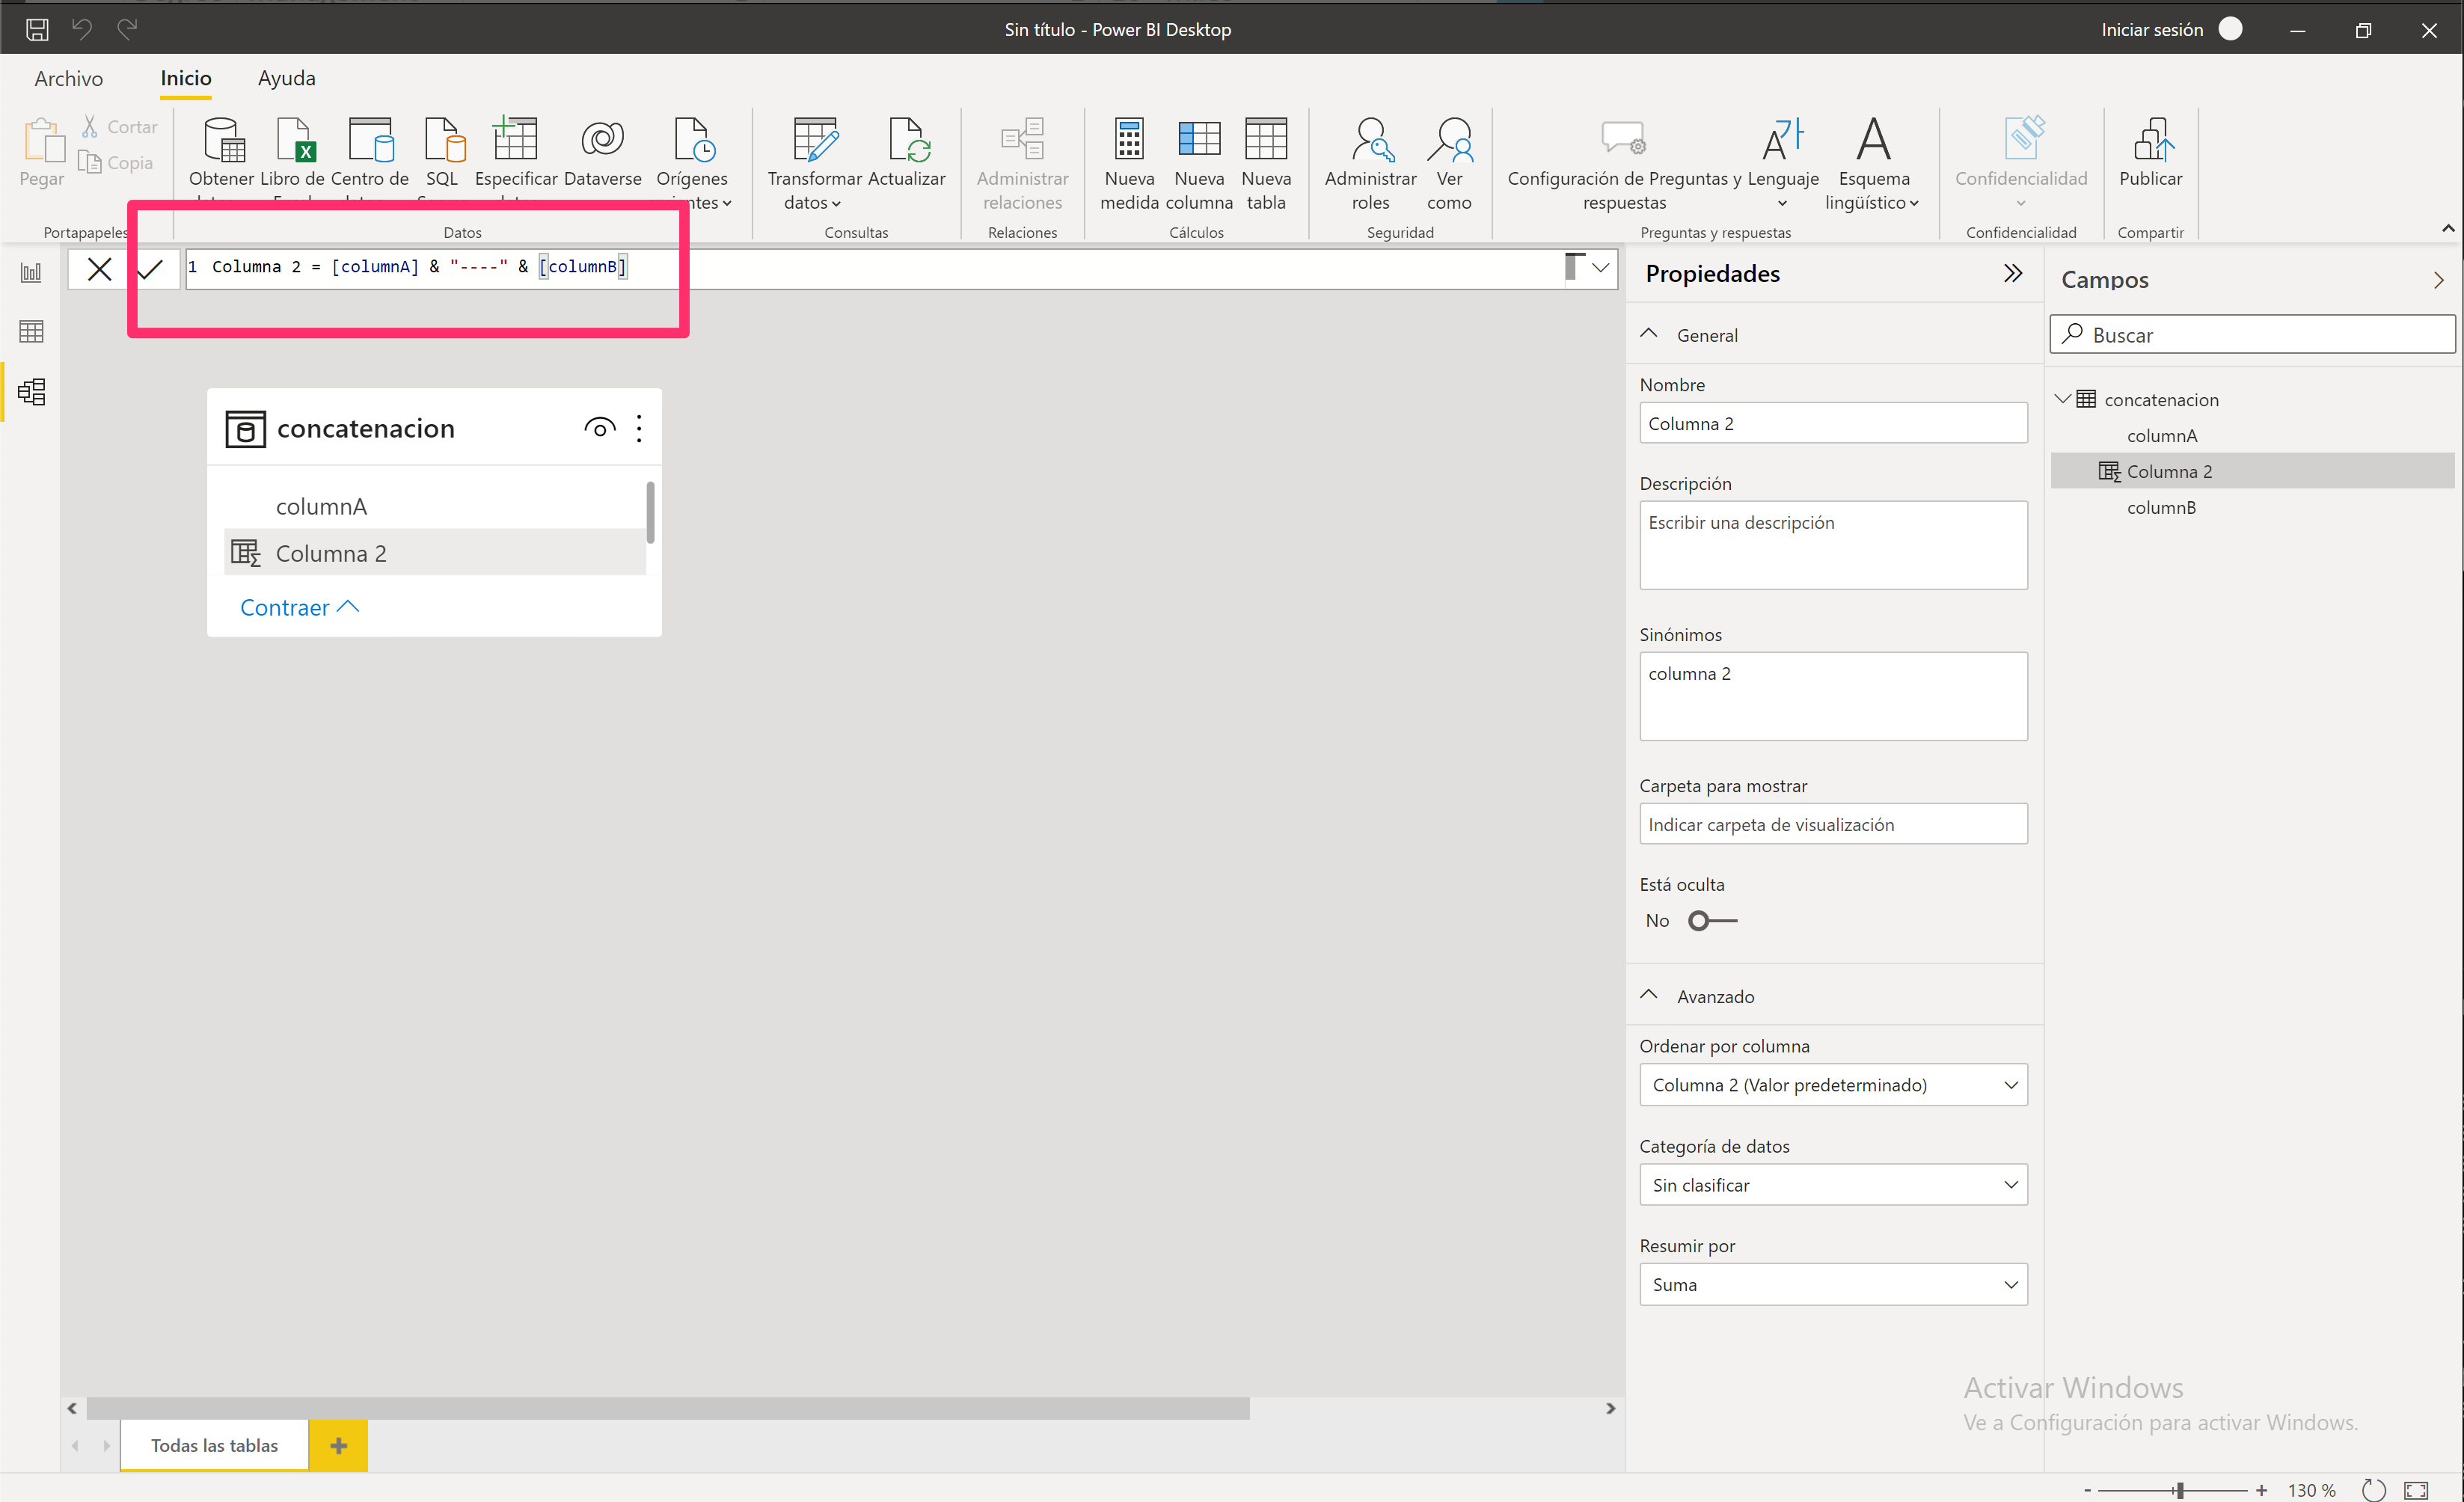 Sin título - Power BI Desktop
Iniciar sesión
Archivo
Inicio
Ayuda
Pegar
Cortar
Copia
Portapapeles
Obtener
Libro de
Centro de
SQL
Especificar
Dataverse
Orígenes
Datos
Transformar
datos
Actualizar
Consultas
Administrar
relaciones
Relaciones
Nueva
medida
Nueva
columna
Nueva
tabla
Cálculos
Administrar
roles
Ver
como
Seguridad
Configuración de Preguntas y
respuestas
Lenguaje
Esquema
lingüístico
Preguntas y respuestas
Confidencialidad
Confidencialidad
Publicar
Compartir
1 Columna 2 = [columnA] & "----" & [columnB]
concatenacion
columnA
Columna 2
Contraer
Propiedades
General
Nombre
Columna 2
Descripción
Escribir una descripción
Sinónimos
columna 2
Carpeta para mostrar
Indicar carpeta de visualización
Está oculta
No
Avanzado
Ordenar por columna
Columna 2 (Valor predeterminado)
Categoría de datos
Sin clasificar
Resumir por
Suma
Campos
Buscar
concatenacion
columnA
Columna 2
columnB
Activar Windows
Ve a Configuración para activar Windows.
Todas las tablas
130 %